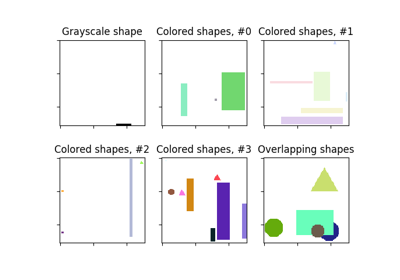 Grayscale shape
Colored shapes, #0
Colored shapes, #1
Colored shapes, #2
Colored shapes, #3
Overlapping shapes